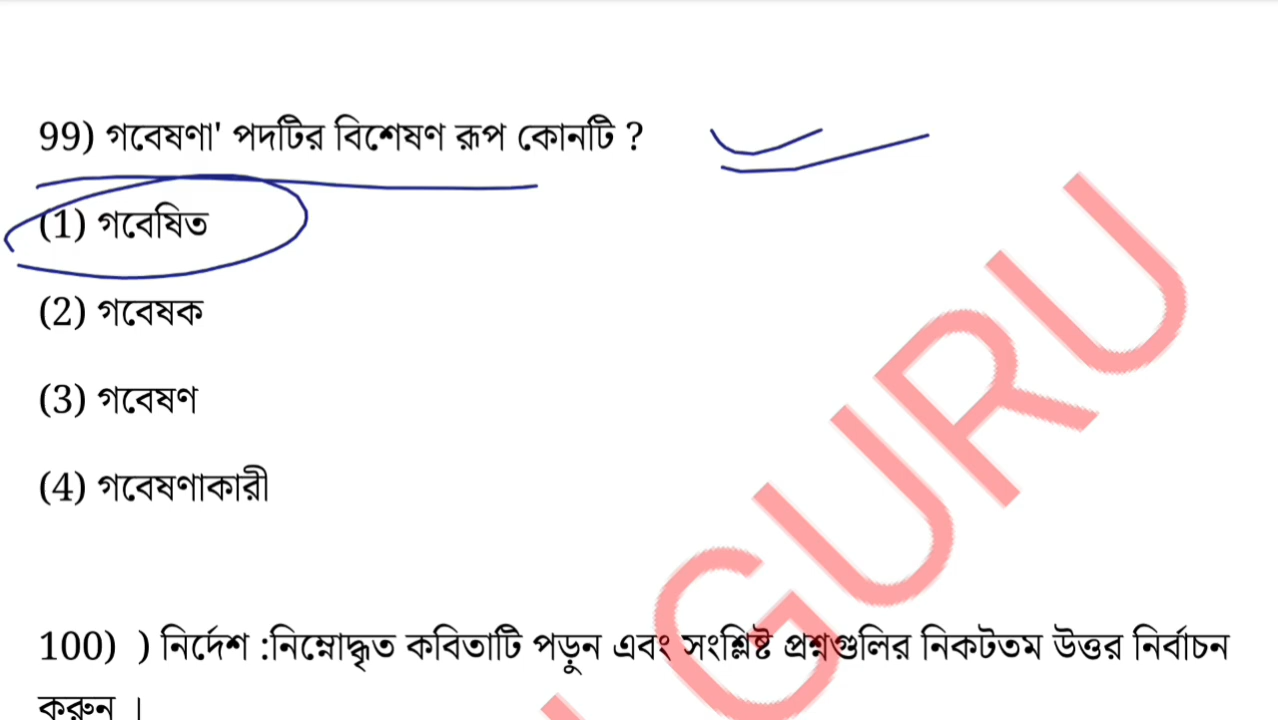 99) গবেষণা' পদটির বিশেষণ রূপ কোনটি ?
(1) গবেষিত
(2) গবেষক
(3) গবেষণ
(4) গবেষণাকারী
GURU
100) ) নির্দেশ :নিম্নোদ্ধৃত কবিতাটি পড়ুন এবং সংশ্লিষ্ট প্রশ্নগুলির নিকটতম উত্তর নির্বাচন
করুন ।